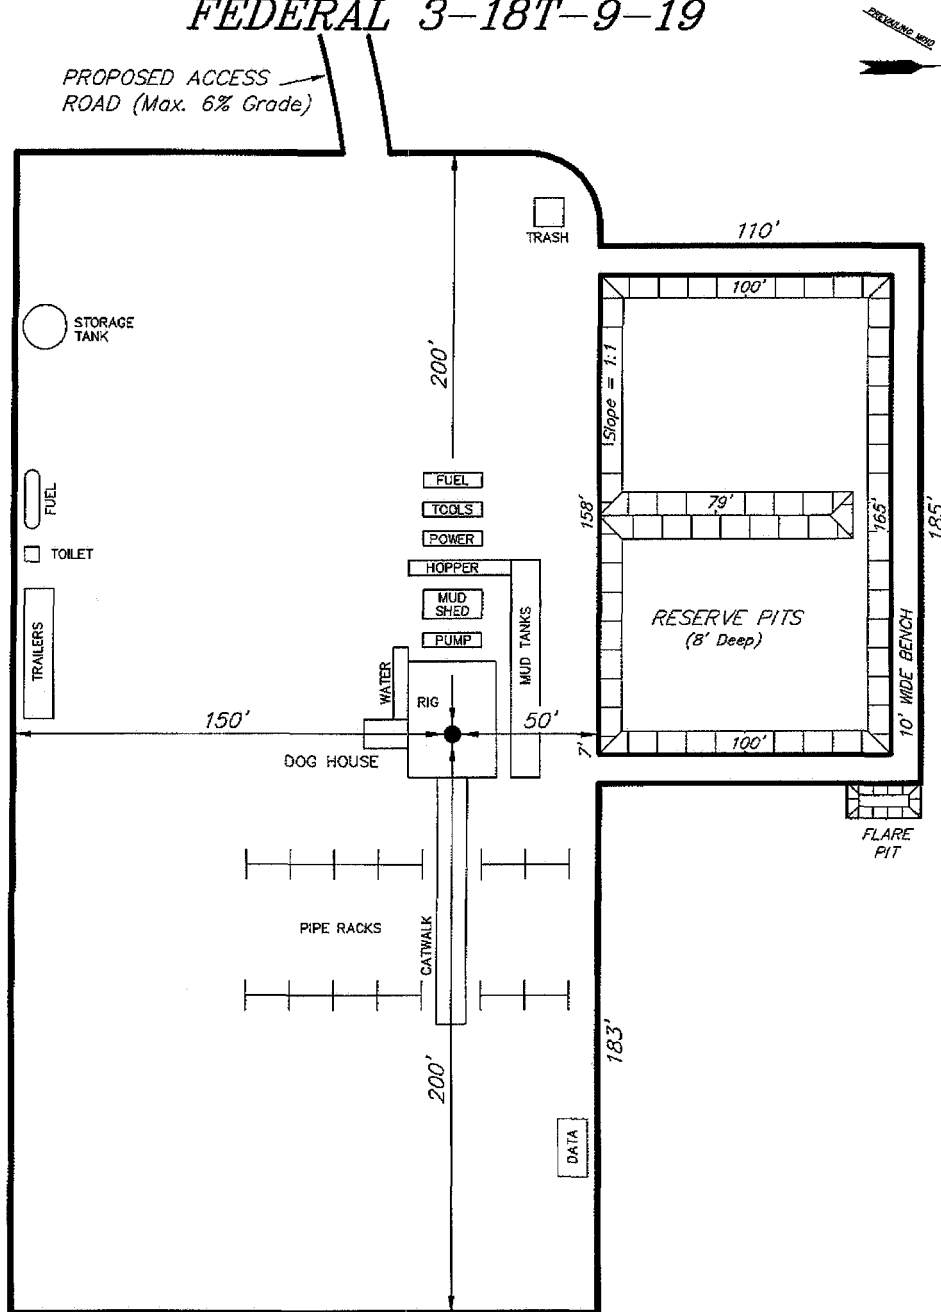 FEDERAL 3-18T-9-19
PREVAILING WIND
PROPOSED ACCESS
ROAD (Max. 6% Grade)
TRASH
110'
100'
STORAGE
TANK
200'
Slope = 1:1
FUEL
FUEL
TOOLS
79'
158'
165'
185'
POWER
TOILET
HOPPER
MUD
SHED
MUD TANKS
RESERVE PITS
(8' Deep)
TRAILERS
PUMP
WATER
RIG
10' WIDE BENCH
150'
50'
7'
100'
DOG HOUSE
FLARE
PIT
PIPE RACKS
CATWALK
183'
200'
DATA